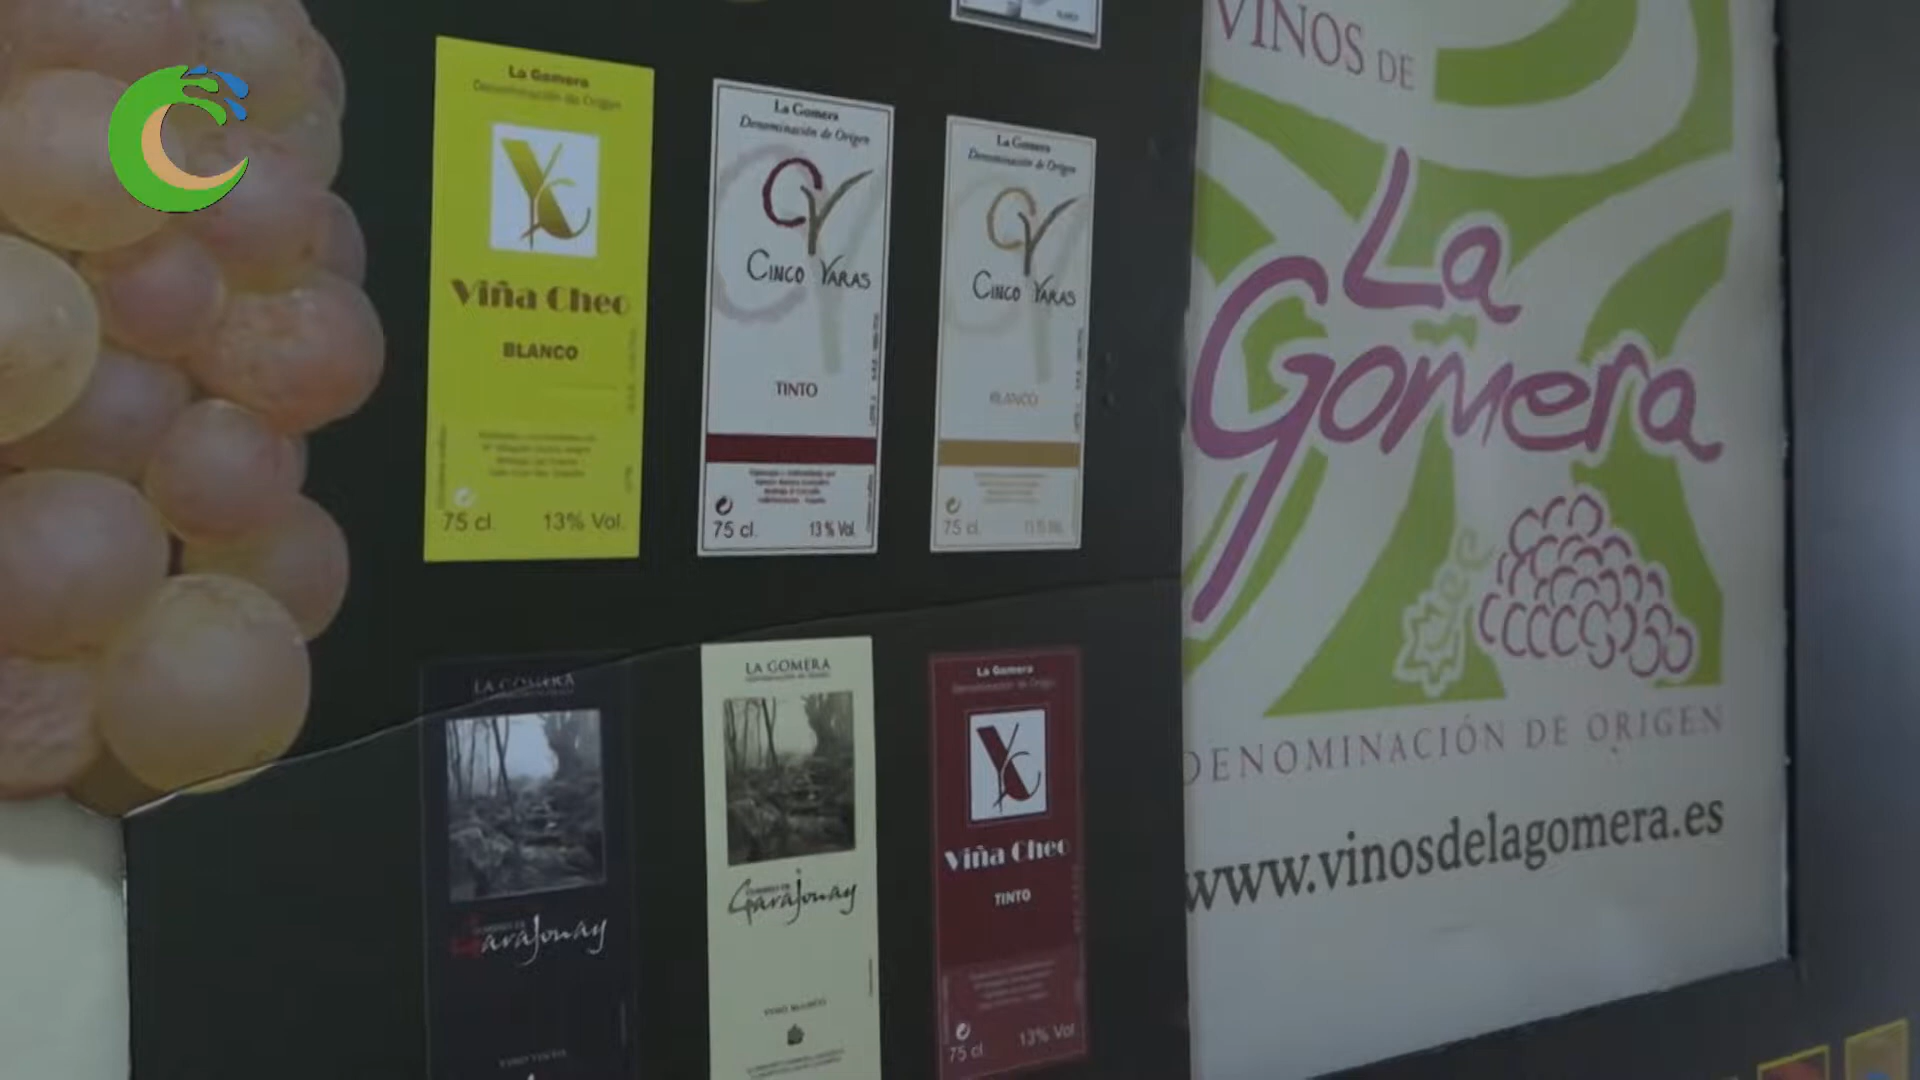 BLANCO
La Gomera
Denominación de Origen
Viña Cheo
BLANCO
75 cl.
13% Vol.
La Gomera
Denominación de Origen
CINCO VARAS
TINTO
75 cl.
13% Vol.
La Gomera
Denominación de Origen
CINCO VARAS
BLANCO
75 cl.
LA GOMERA
Garajonay
LA GOMERA
Garajonay
VINO BLANCO
La Gomera
Denominación de Origen
Viña Cheo
TINTO
75 cl.
13% Vol.
VINOS DE
La
Gomera
DENOMINACIÓN DE ORIGEN
www.vinosdelagomera.es